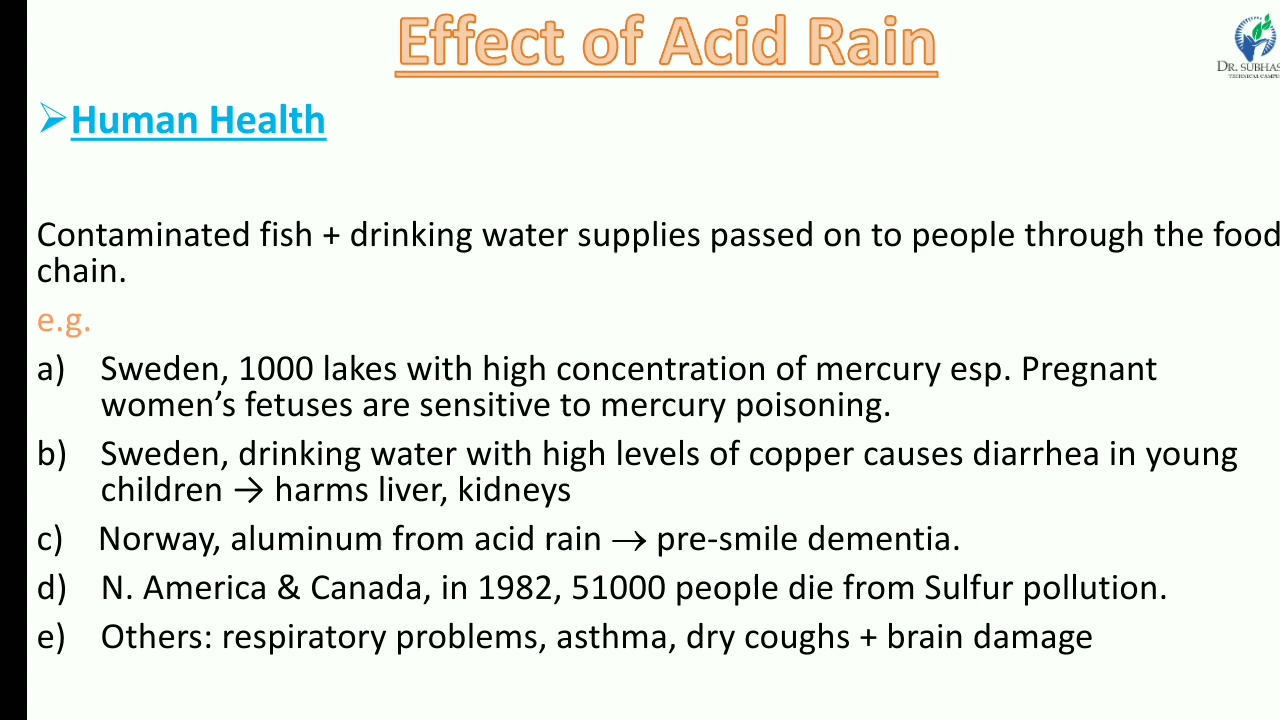 Effect of Acid Rain
DR. SUBHAS
TECHNICAL CAMPU
➢Human Health
Contaminated fish + drinking water supplies passed on to people through the food
chain.
e.g.
a) Sweden, 1000 lakes with high concentration of mercury esp. Pregnant
women’s fetuses are sensitive to mercury poisoning.
b) Sweden, drinking water with high levels of copper causes diarrhea in young
children → harms liver, kidneys
c) Norway, aluminum from acid rain → pre-smile dementia.
d) N. America & Canada, in 1982, 51000 people die from Sulfur pollution.
e) Others: respiratory problems, asthma, dry coughs + brain damage